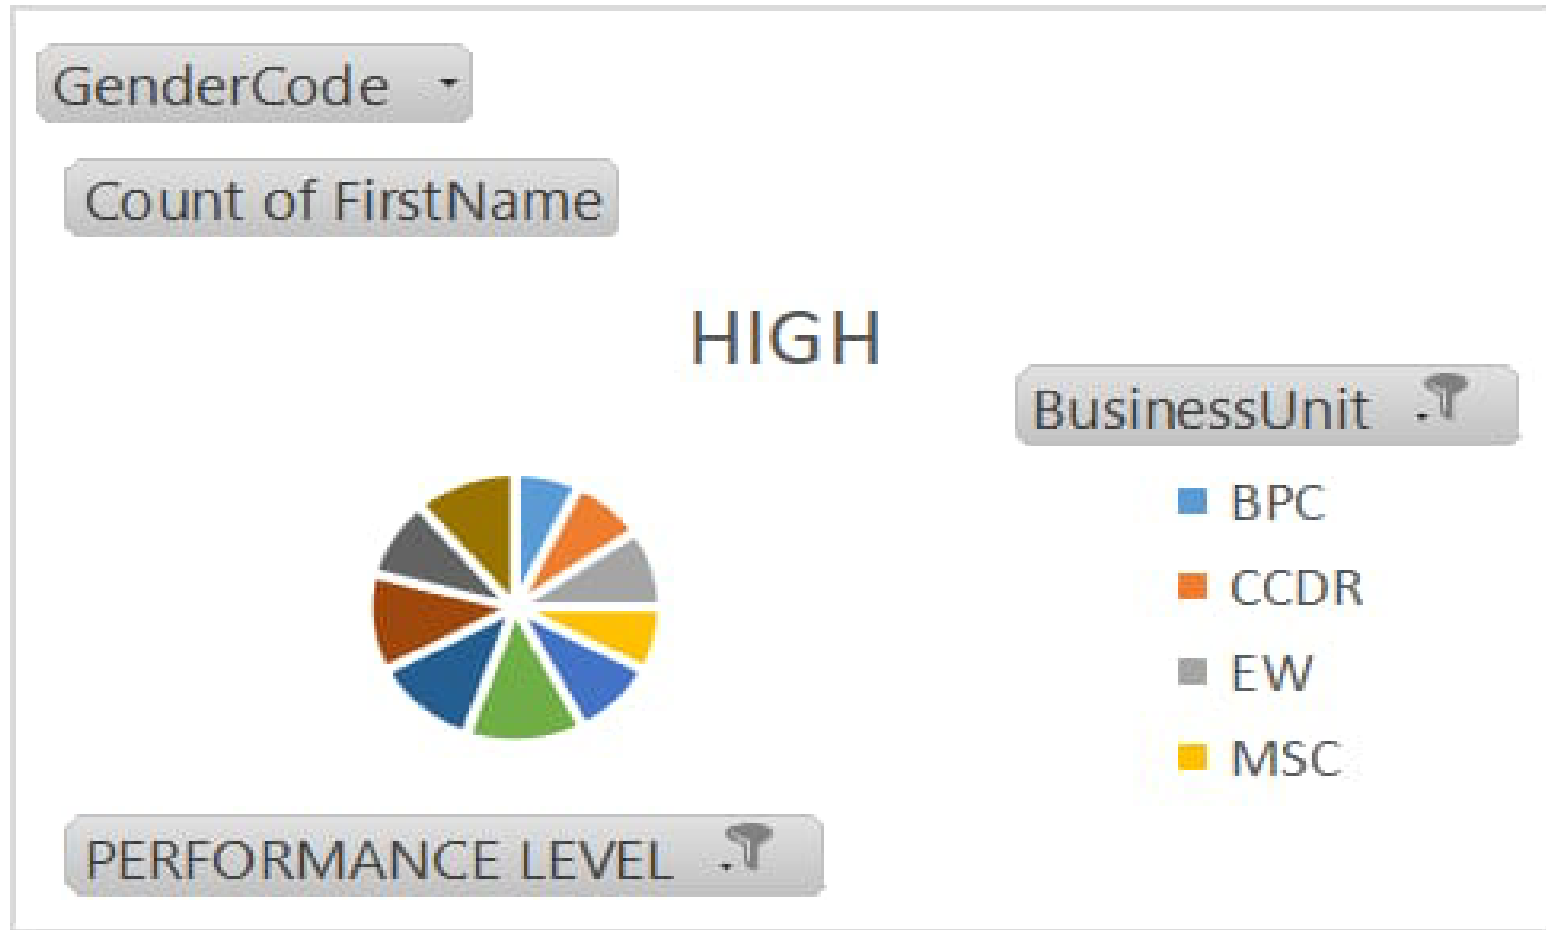 GenderCode
Count of FirstName
HIGH
BusinessUnit
BPC
CCDR
EW
MSC
PERFORMANCE LEVEL